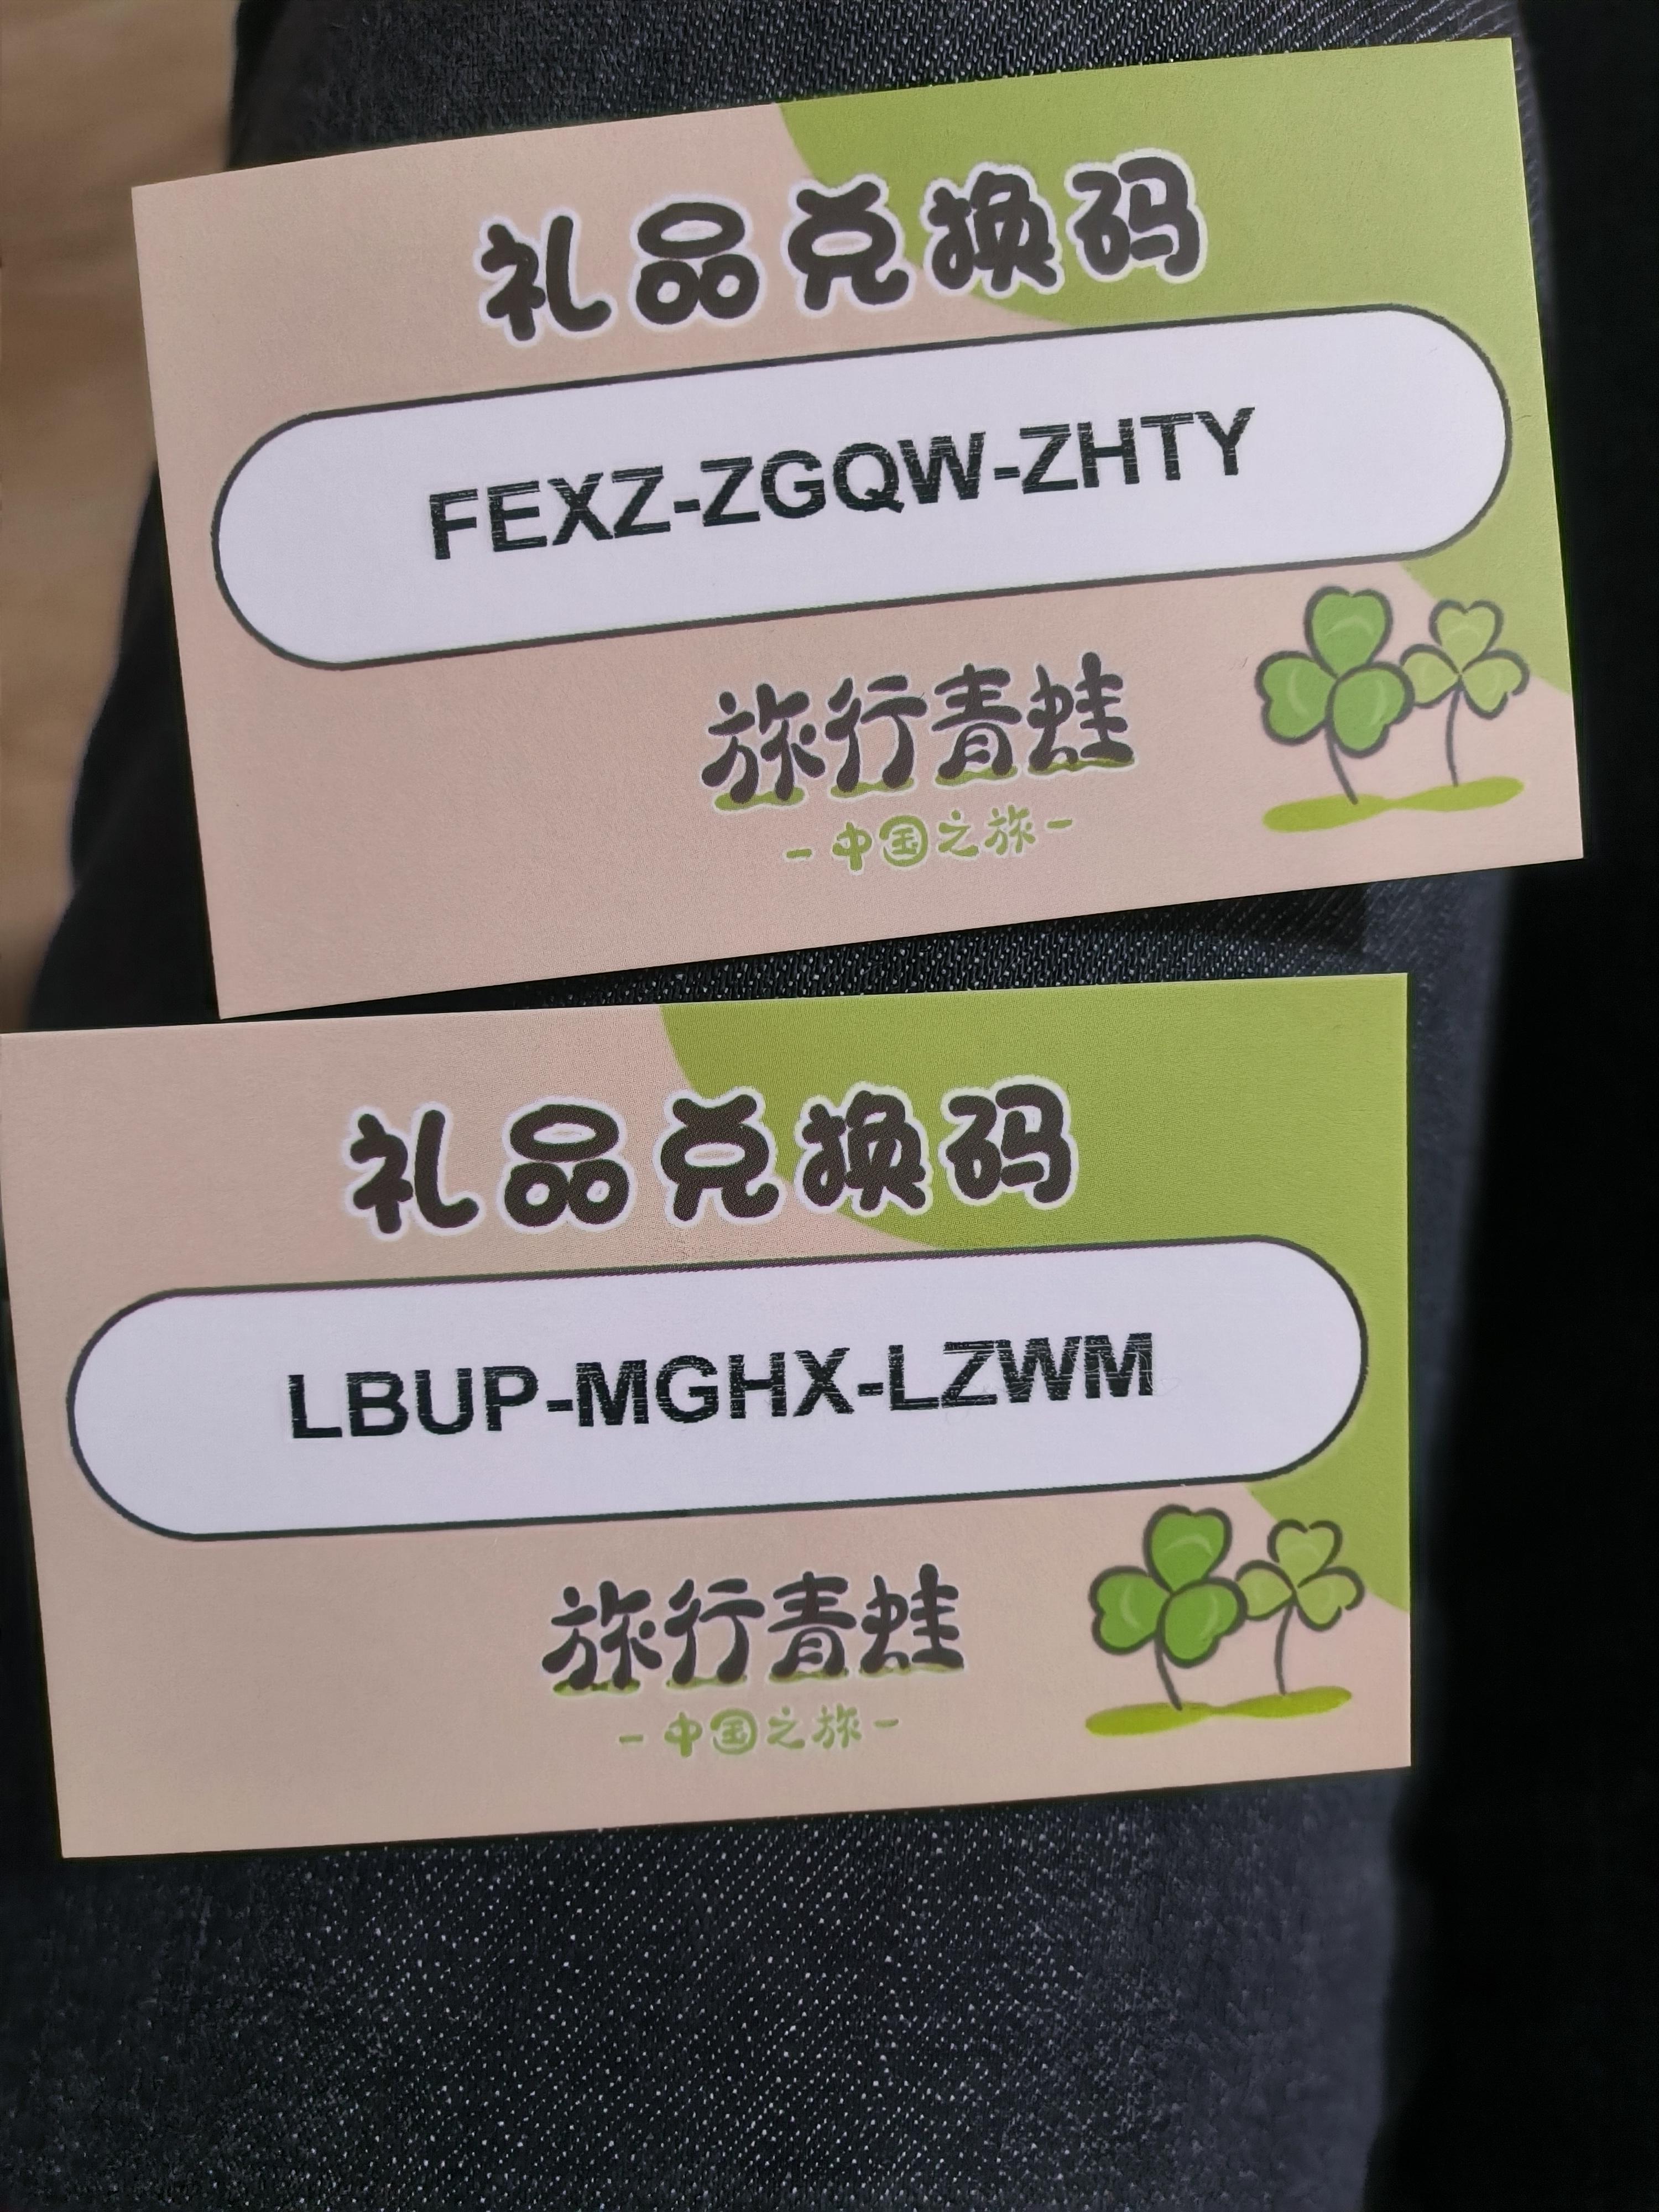 礼品兑换码
FEXZ-ZGQW-ZHTY
旅行青蛙
-中国之旅-
礼品兑换码
LBUP-MGHX-LZWM
旅行青蛙
-中国之旅-